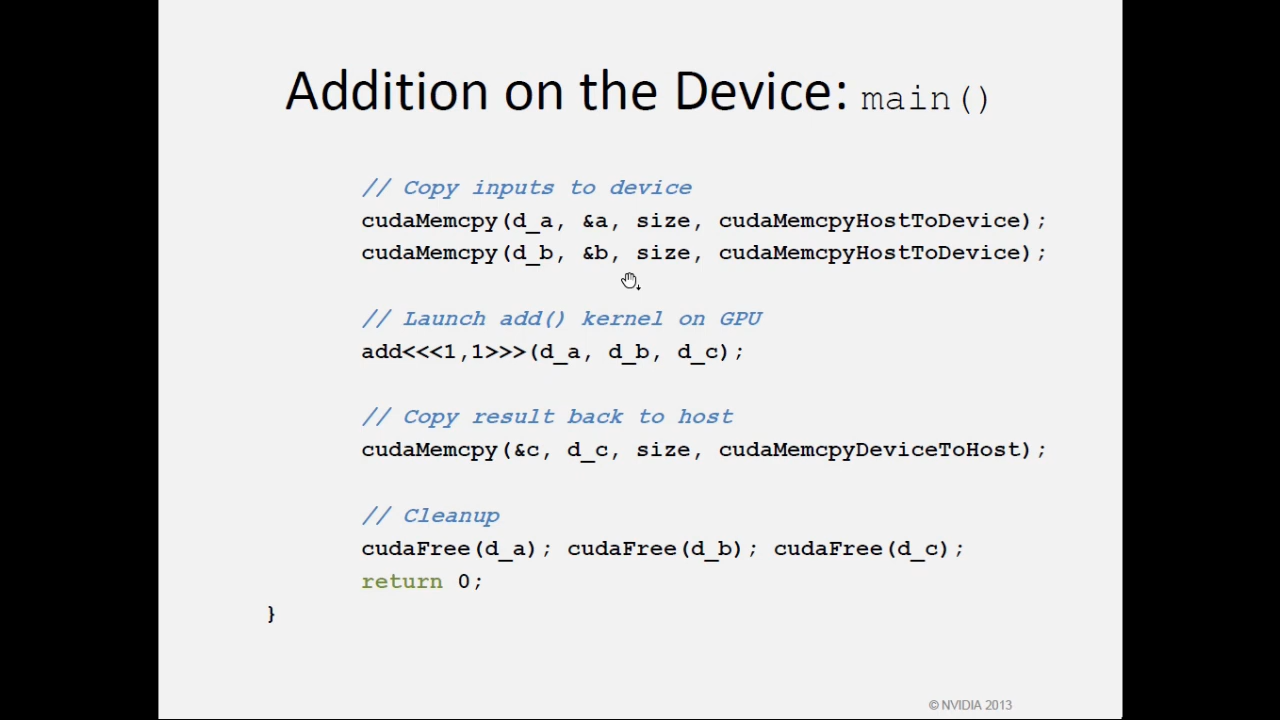 Addition on the Device: main()
// Copy inputs to device
cudaMemcpy(d_a, &a, size, cudaMemcpyHostToDevice);
cudaMemcpy(d_b, &b, size, cudaMemcpyHostToDevice);
// Launch add() kernel on GPU
add<<<1,1>>>(d_a, d_b, d_c);
// Copy result back to host
cudaMemcpy(&c, d_c, size, cudaMemcpyDeviceToHost);
// Cleanup
cudaFree(d_a); cudaFree(d_b); cudaFree(d_c);
return 0;
}
© NVIDIA 2013